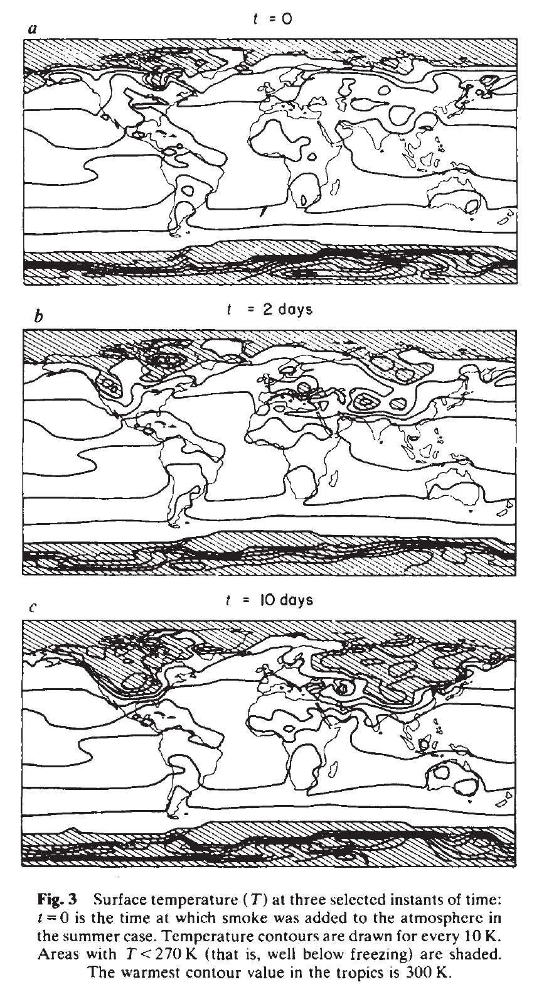 t = 0
a
t = 2 days
b
t = 10 days
c
Fig. 3 Surface temperature (T) at three selected instants of time:
t = 0 is the time at which smoke was added to the atmosphere in
the summer case. Temperature contours are drawn for every 10 K.
Areas with T < 270 K (that is, well below freezing) are shaded.
The warmest contour value in the tropics is 300 K.